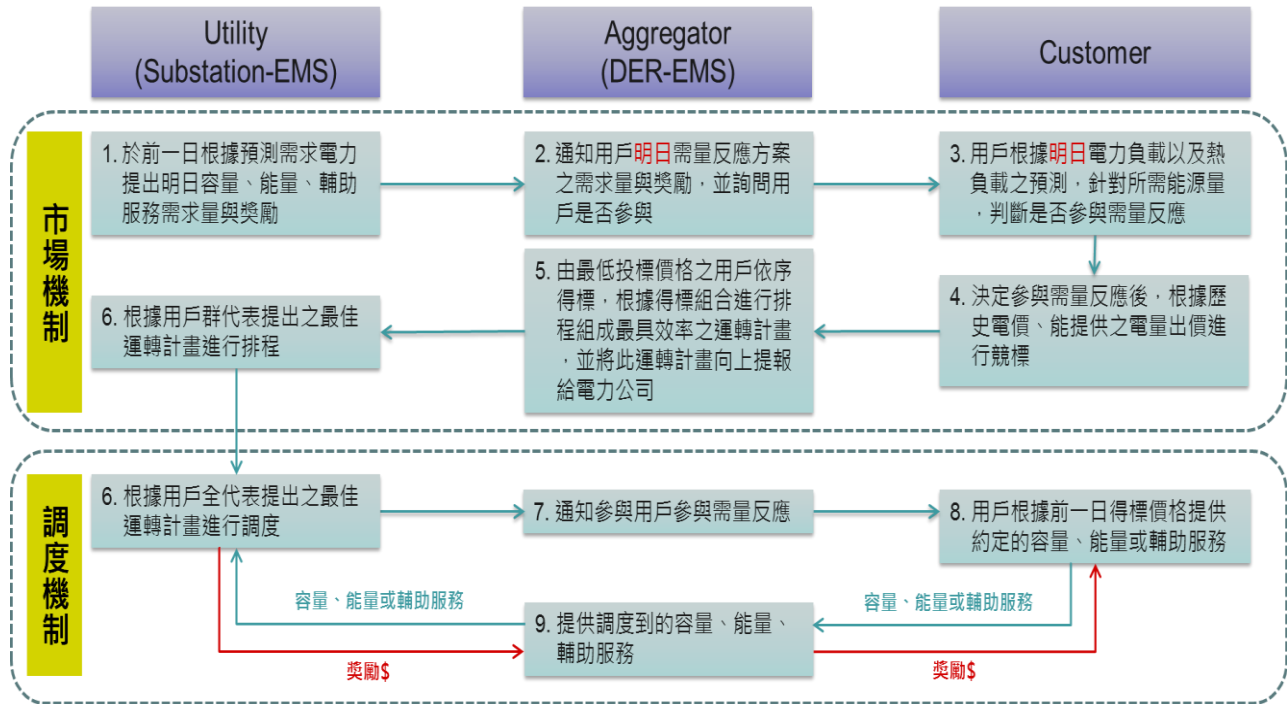 Utility
(Substation-EMS)
Aggregator
(DER-EMS)
Customer
市場機制
1. 於前一日根據預測需求電力
提出明日容量、能量、輔助
服務需求量與獎勵
2. 通知用戶明日需量反應方案
之需求量與獎勵，並詢問用
戶是否參與
3. 用戶根據明日電力負載以及熱
負載之預測，針對所需能源量
，判斷是否參與需量反應
4. 決定參與需量反應後，根據歷
史電價、能提供之電量出價進
行競標
5. 由最低投標價格之用戶依序
得標，根據得標組合進行排
程組成最具效率之運轉計畫
，並將此運轉計畫向上提報
給電力公司
6. 根據用戶群代表提出之最佳
運轉計畫進行排程
調度機制
6. 根據用戶全代表提出之最佳
運轉計畫進行調度
7. 通知參與用戶參與需量反應
8. 用戶根據前一日得標價格提供
約定的容量、能量或輔助服務
容量、能量或輔助服務
容量、能量或輔助服務
9. 提供調度到的容量、能量、
輔助服務
獎勵$
獎勵$